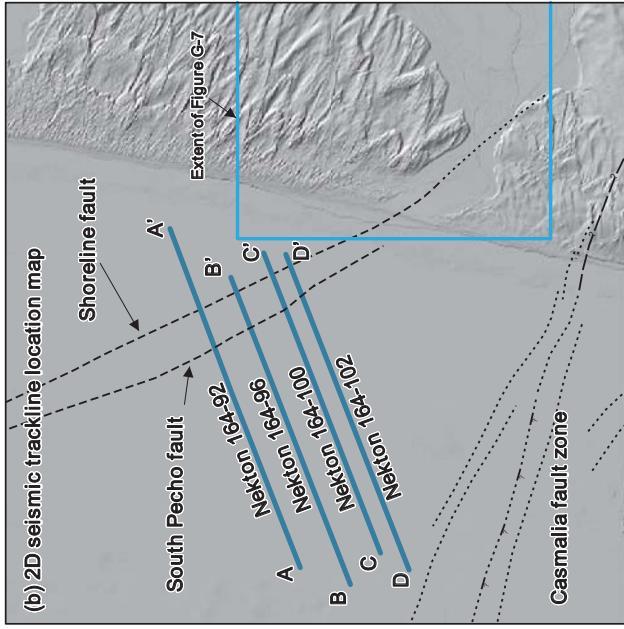 (b) 2D seismic trackline location map
Shoreline fault
South Pecho fault
Extent of Figure G-7
A'
B'
C'
D'
Nekton 164-92
Nekton 164-96
Nekton 164-100
Nekton 164-102
A
B
C
D
Casmalia fault zone
?
?